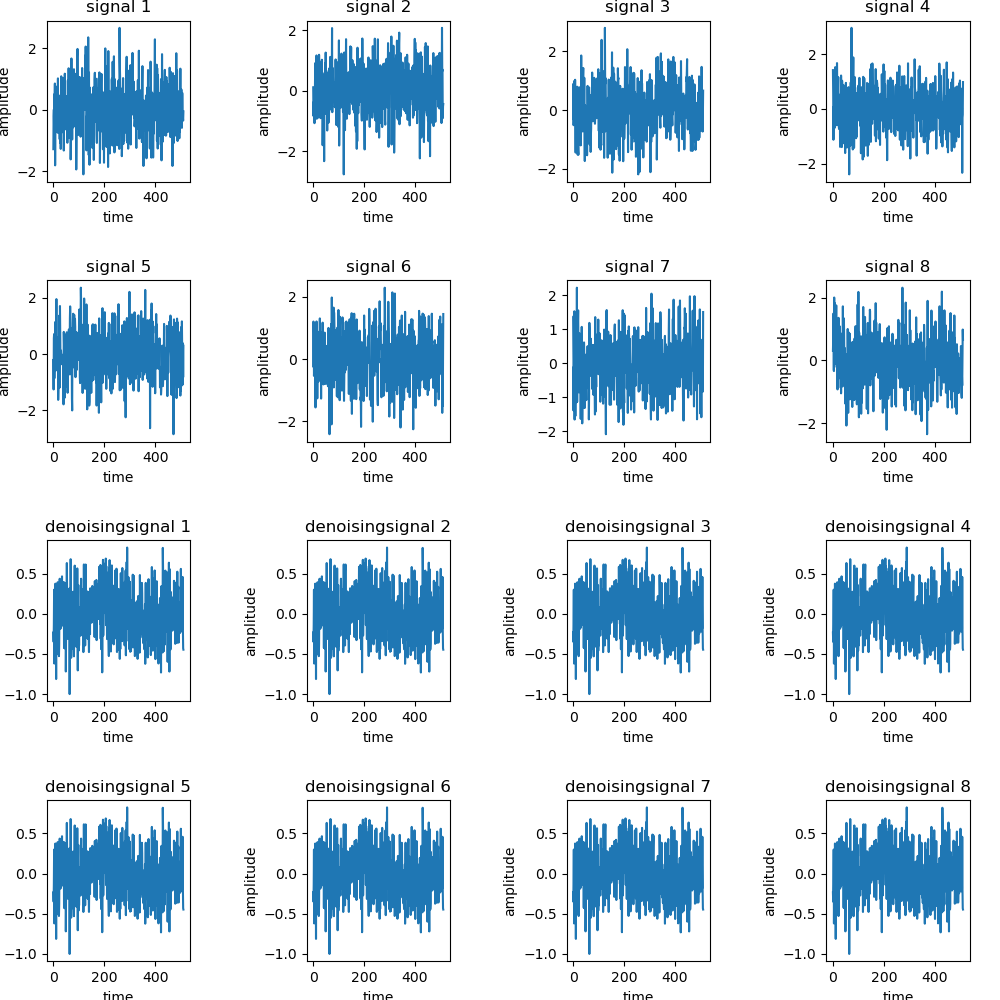 signal 1 signal 2 signal 3 signal 4
2 2 2 2
0 0 0 0
−2 −2 −2 −2
amplitude amplitude amplitude amplitude
0 200 400 0 200 400 0 200 400 0 200 400
time time time time
signal 5 signal 6 signal 7 signal 8
2 2 2 1 0 −1 −2 2
0 0 0
−2 −2 −2
amplitude amplitude amplitude amplitude
0 200 400 0 200 400 0 200 400 0 200 400
time time time time
denoisingsignal 1 denoisingsignal 2 denoisingsignal 3 denoisingsignal 4
0.5 0.5 0.5 0.5
0.0 0.0 0.0 0.0
−0.5 −0.5 −0.5 −0.5
−1.0 −1.0 −1.0 −1.0
amplitude amplitude amplitude
0 200 400 0 200 400 0 200 400 0 200 400
time time time time
denoisingsignal 5 denoisingsignal 6 denoisingsignal 7 denoisingsignal 8
0.5 0.5 0.5 0.5
0.0 0.0 0.0 0.0
−0.5 −0.5 −0.5 −0.5
−1.0 −1.0 −1.0 −1.0
amplitude amplitude amplitude
0 200 400 0 200 400 0 200 400 0 200 400
time time time time